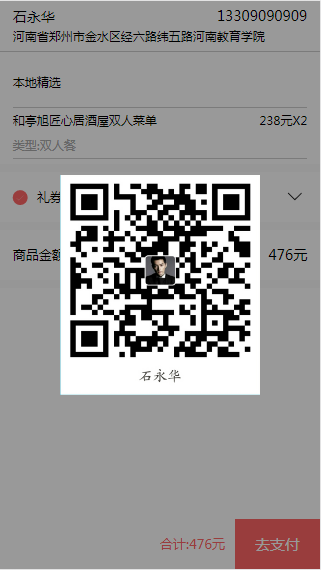 石永华 13309090909
河南省郑州市金水区经六路纬五路河南教育学院
本地精选
和亭旭匠心居酒屋双人菜单 238元X2
类型:双人餐
礼券
商品金额 476元
石永华
合计:476元 去支付